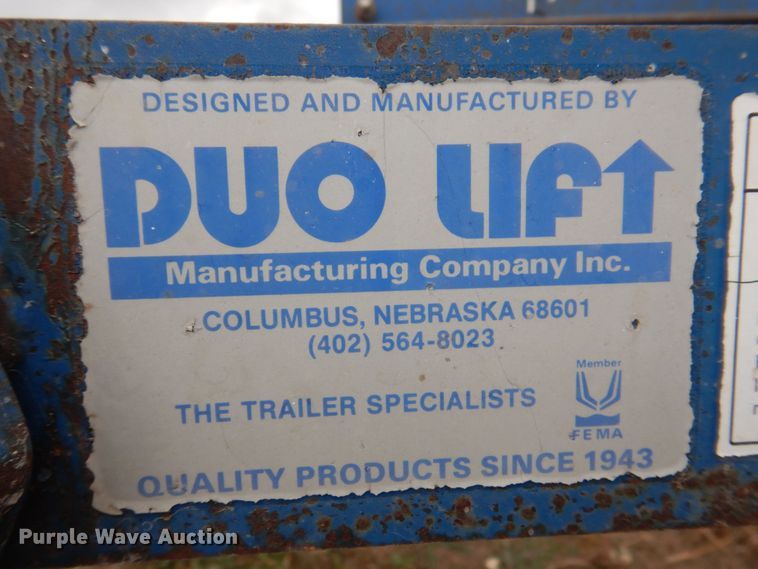 DESIGNED AND MANUFACTURED BY
DUO LIFT
Manufacturing Company Inc.
COLUMBUS, NEBRASKA 68601
(402) 564-8023
Member
THE TRAILER SPECIALISTS
FEMA
QUALITY PRODUCTS SINCE 1943
Purple Wave Auction